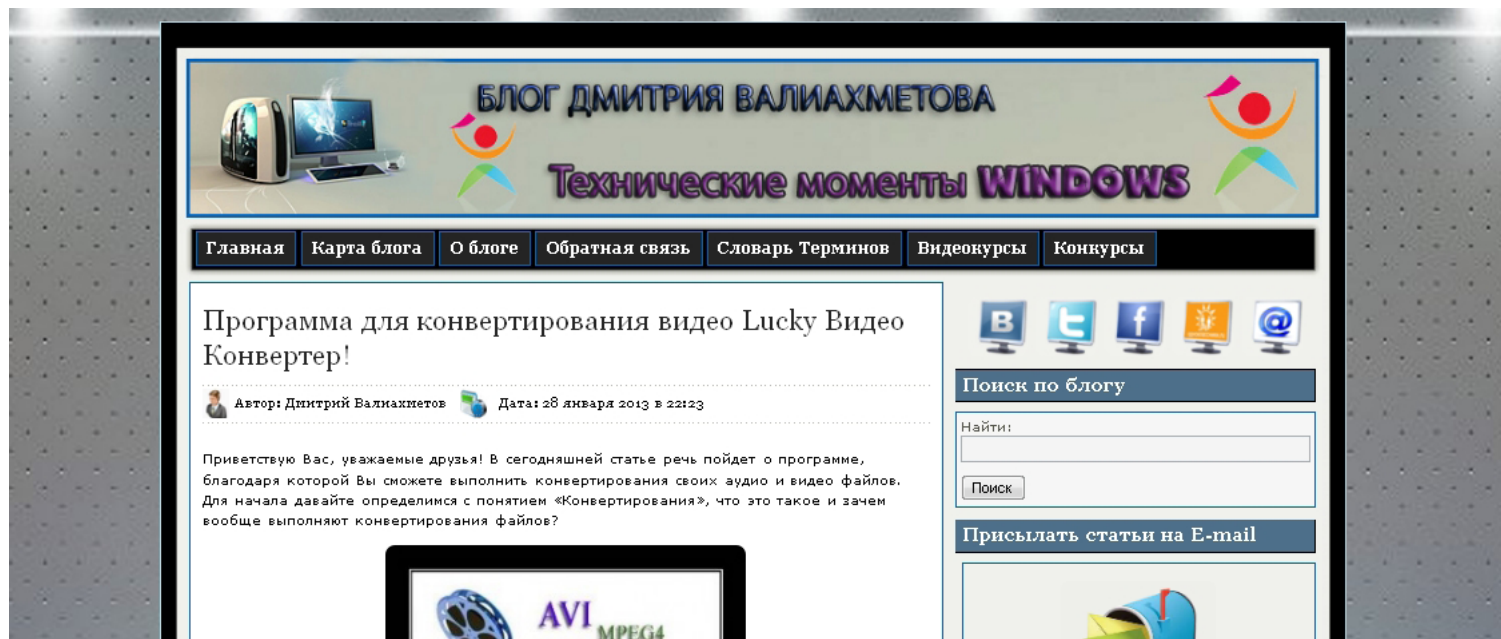 БЛОГ ДМИТРИЯ ВАЛИАХМЕТОВА
Технические моменты WINDOWS
Главная
Карта блога
О блоге
Обратная связь
Словарь Терминов
Видеокурсы
Конкурсы
Программа для конвертирования видео Lucky Видео
Конвертер!
Автор: Дмитрий Валиахметов
Дата: 28 января 2013 в 22:23
Приветствую Вас, уважаемые друзья! В сегодняшней статье речь пойдет о программе,
благодаря которой Вы сможете выполнить конвертирования своих аудио и видео файлов.
Для начала давайте определимся с понятием «Конвертирования», что это такое и зачем
вообще выполняют конвертирования файлов?
AVI
MPEG4
Поиск по блогу
Найти:
Поиск
Присылать статьи на E-mail